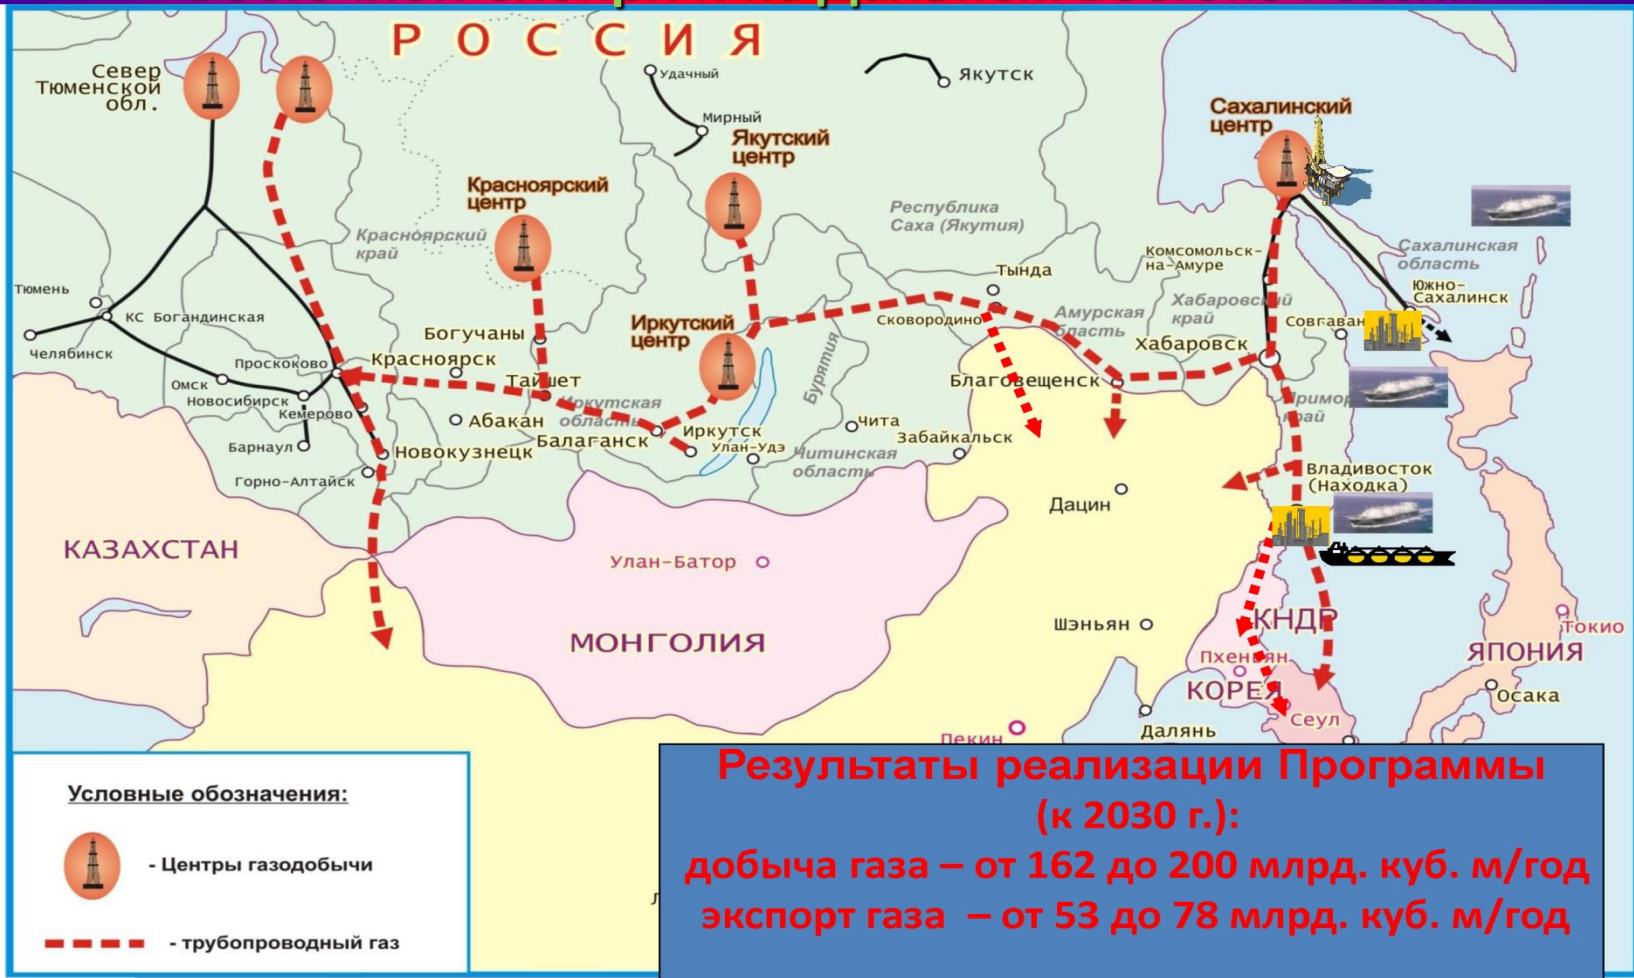 РОССИЯ
Север
Тюменской
обл.
Удачный
Якутск
Мирный
Якутский
центр
Сахалинский
центр
Красноярский
центр
Красноярский
край
Республика
Саха (Якутия)
Комсомольск-
на-Амуре
Сахалинская
область
Тында
Южно-
Сахалинск
Тюмень
КС Богандинская
Хабаровский
край
Амурская
Сковородино
Иркутский
центр
Богучаны
Челябинск
Проскоково
Красноярск
Хабаровск
Тайшет
Благовещенск
Бурятия
Омск
Новосибирск
Кемерово
Иркутская
область
Абакан
Чита
край
Барнаул
Новокузнецк
Балаганск
Иркутск
Улан-Удэ
Забайкальск
Читинская
область
Горно-Алтайск
Владивосток
(Находка)
Дацин
КАЗАХСТАН
Улан-Батор
МОНГОЛИЯ
Шэньян
КНДР
Токио
Пхеньян
ЯПОНИЯ
КОРЕЯ
Осака
Сеул
Далянь
Пекин
Условные обозначения:
- Центры газодобычи
- трубопроводный газ
Результаты реализации Программы
(к 2030 г.):
добыча газа – от 162 до 200 млрд. куб. м/год
экспорт газа – от 53 до 78 млрд. куб. м/год